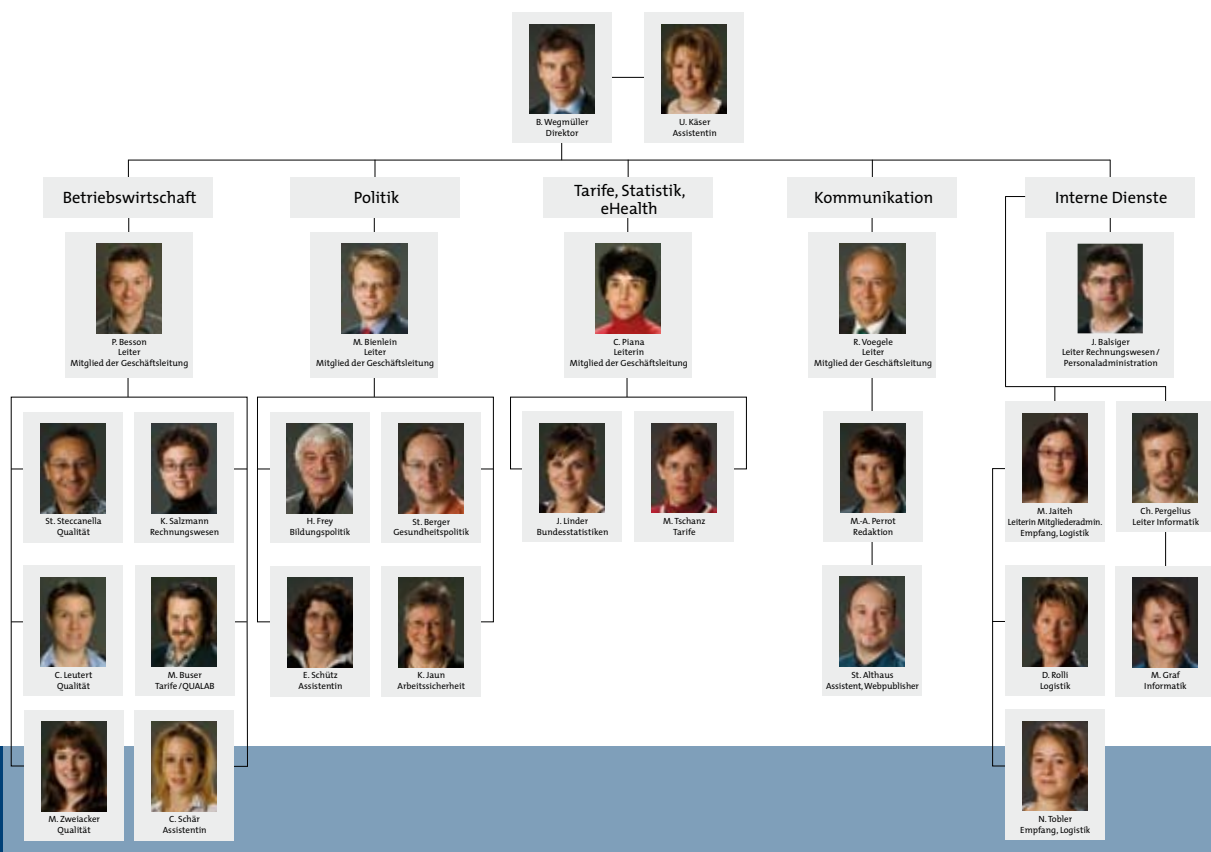 B. Wegmüller
Direktor
U. Käser
Assistentin
Betriebswirtschaft
Politik
Tarife, Statistik,
eHealth
Kommunikation
Interne Dienste
P. Besson
Leiter
Mitglied der Geschäftsleitung
M. Bienlein
Leiter
Mitglied der Geschäftsleitung
C. Piana
Leiterin
Mitglied der Geschäftsleitung
R. Voegele
Leiter
Mitglied der Geschäftsleitung
J. Balsiger
Leiter Rechnungswesen /
Personaladministration
St. Steccanella
Qualität
K. Salzmann
Rechnungswesen
H. Frey
Bildungspolitik
St. Berger
Gesundheitspolitik
J. Linder
Bundesstatistiken
M. Tschanz
Tarife
M.-A. Perrot
Redaktion
M. Jaiteh
Leiterin Mitgliederadmin.
Empfang, Logistik
Ch. Pergelius
Leiter Informatik
C. Leutert
Qualität
M. Buser
Tarife / QUALAB
E. Schütz
Assistentin
K. Jaun
Arbeitssicherheit
St. Althaus
Assistent, Webpublisher
D. Rolli
Logistik
M. Graf
Informatik
M. Zweiacker
Qualität
C. Schär
Assistentin
N. Tobler
Empfang, Logistik